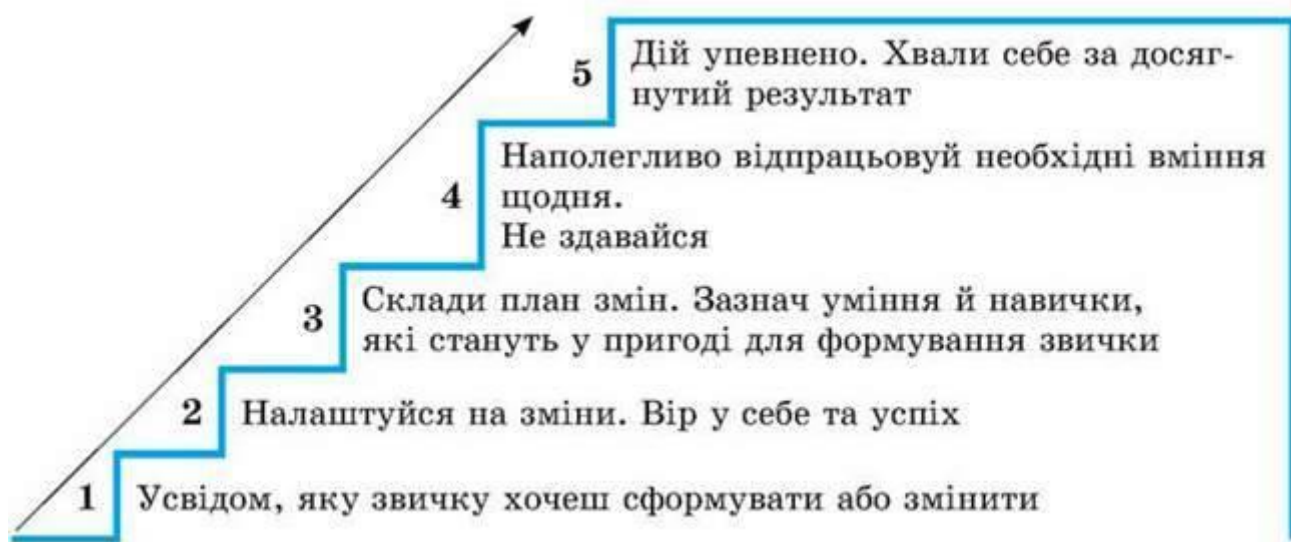 5
Дій упевнено. Хвали себе за досяг-
нутий результат
4
Наполегливо відпрацьовуй необхідні вміння
щодня.
Не здавайся
3
Склади план змін. Зазнач уміння й навички,
які стануть у пригоді для формування звички
2 Налаштуйся на зміни. Вір у себе та успіх
1 Усвідом, яку звичку хочеш сформувати або змінити